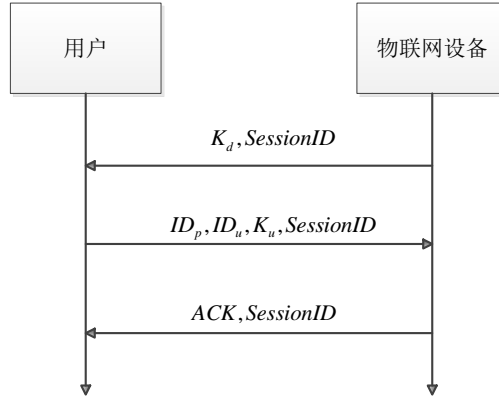 用户
物联网设备
K_d,SessionID
ID_p,ID_u,K_u,SessionID
ACK,SessionID